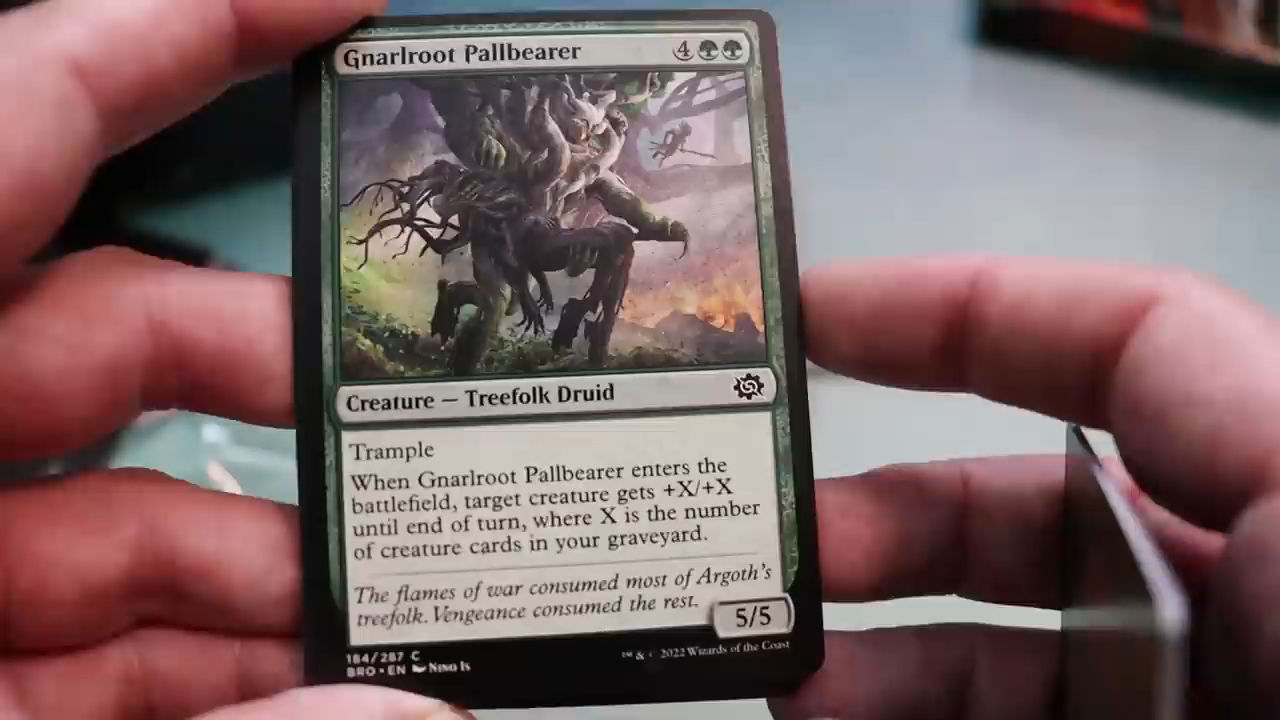 Gnarlroot Pallbearer 4
Creature — Treefolk Druid
Trample
When Gnarlroot Pallbearer enters the
battlefield, target creature gets +X/+X
until end of turn, where X is the number
of creature cards in your graveyard.
The flames of war consumed most of Argoth's
treefolk. Vengeance consumed the rest.
5/5
184/287 C
BRO • EN Nino Is
™ & © 2022 Wizards of the Coast